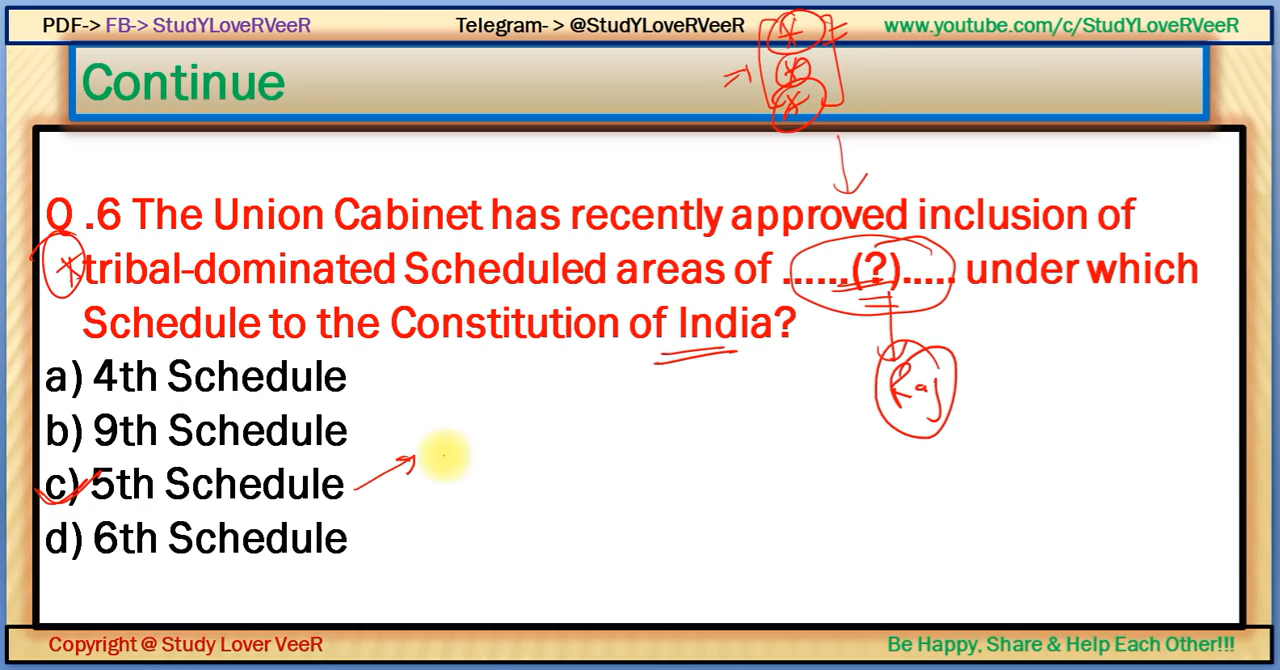 PDF-> FB-> StudYLoveRVeeR Telegram- > @StudYLoveRVeeR www.youtube.com/c/StudYLoveRVeeR
Continue
Q .6 The Union Cabinet has recently approved inclusion of
tribal-dominated Scheduled areas of ......(?)..... under which
Schedule to the Constitution of India?
a) 4th Schedule
Raj
b) 9th Schedule
c) 5th Schedule
d) 6th Schedule
Copyright @ Study Lover VeeR Be Happy, Share & Help Each Other!!!